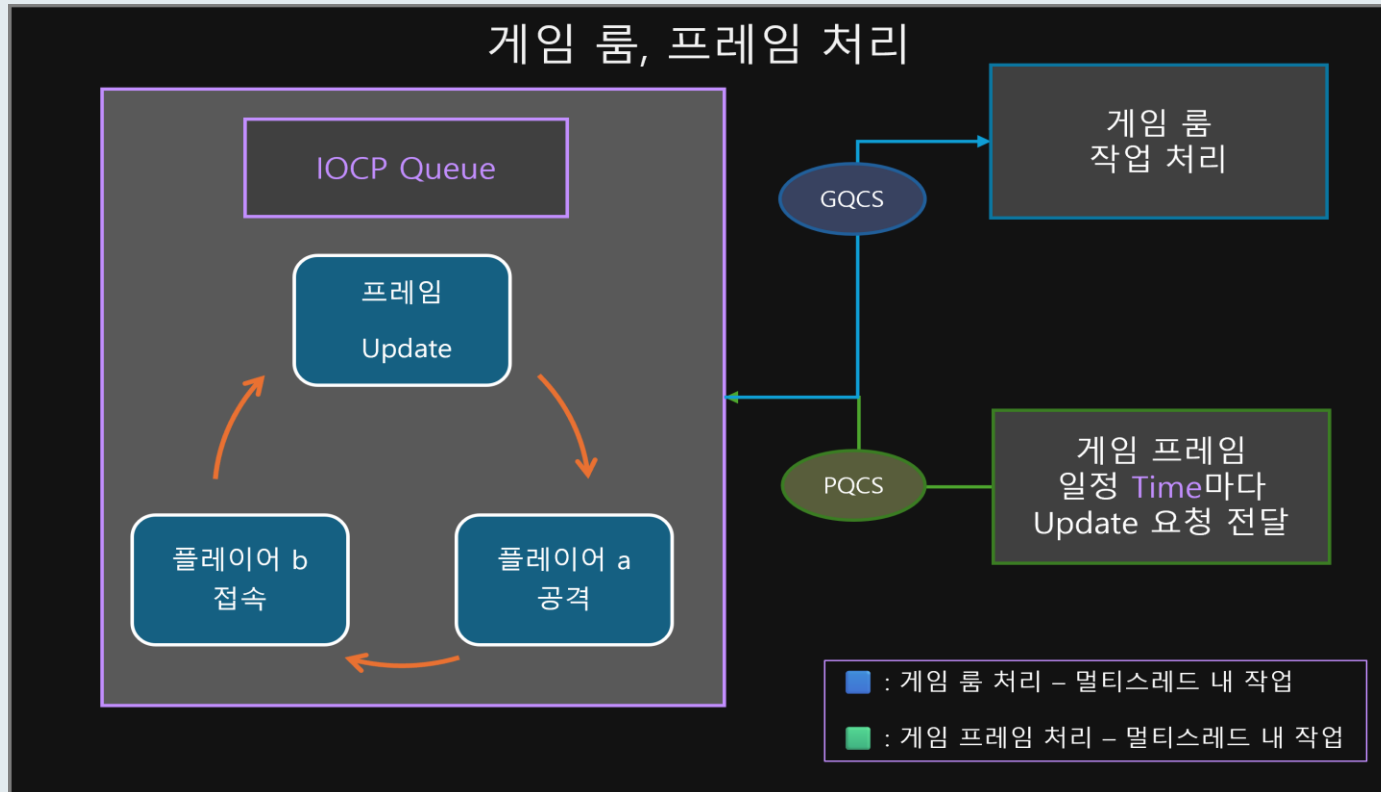 게임 룸, 프레임 처리
IOCP Queue
프레임
Update
플레이어 b
접속
플레이어 a
공격
GQCS
게임 룸
작업 처리
PQCS
게임 프레임
일정 Time마다
Update 요청 전달
: 게임 룸 처리 – 멀티스레드 내 작업
: 게임 프레임 처리 – 멀티스레드 내 작업